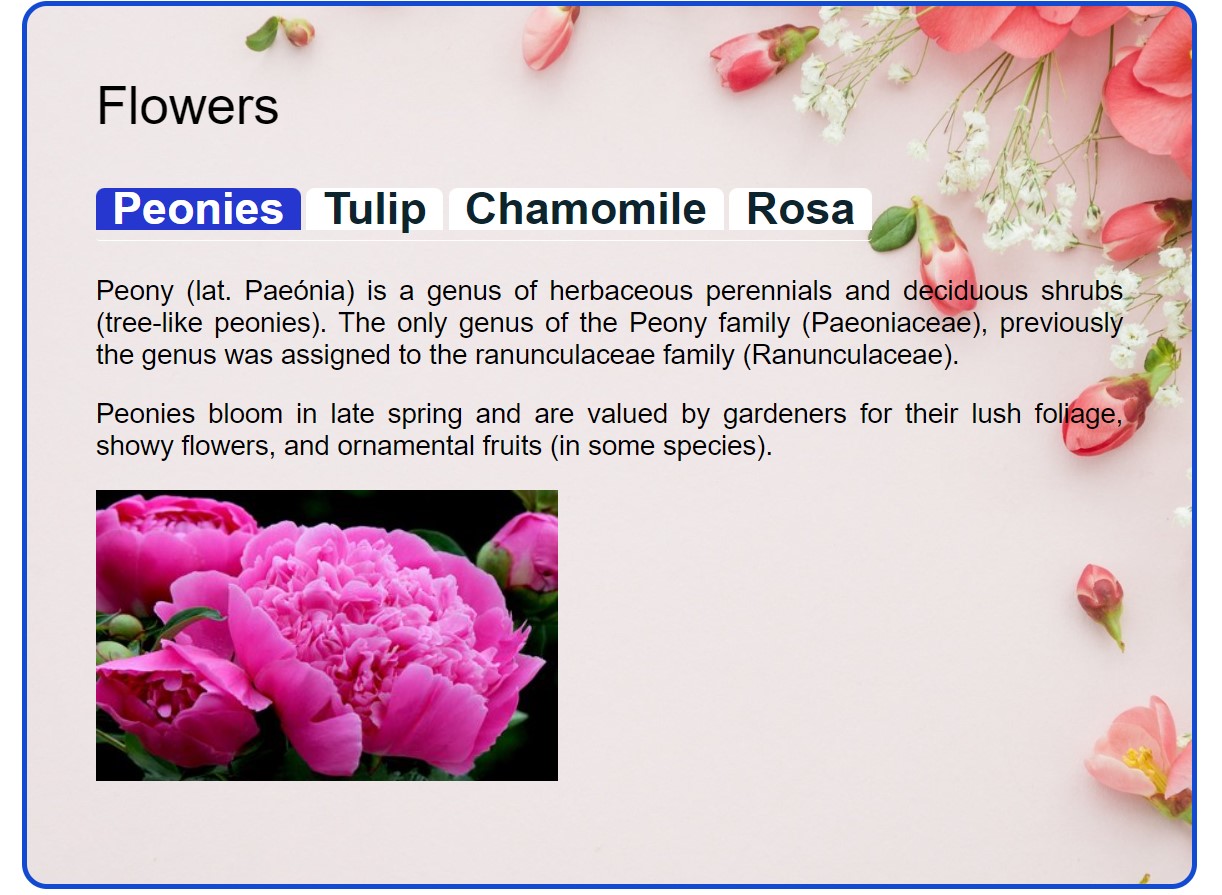 Flowers
Peonies Tulip Chamomile Rosa
Peony (lat. Paeónia) is a genus of herbaceous perennials and deciduous shrubs
(tree-like peonies). The only genus of the Peony family (Paeoniaceae), previously
the genus was assigned to the ranunculaceae family (Ranunculaceae).
Peonies bloom in late spring and are valued by gardeners for their lush foliage,
showy flowers, and ornamental fruits (in some species).